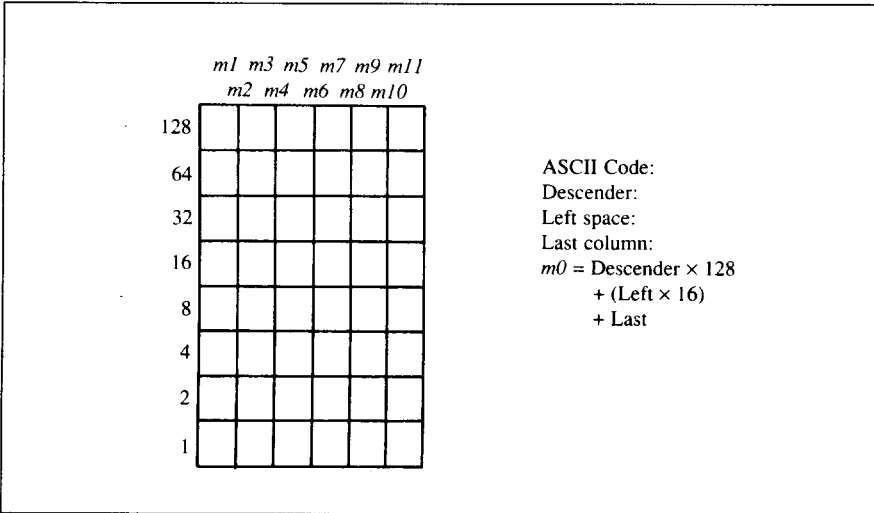 m1 m3 m5 m7 m9 m11
m2 m4 m6 m8 m10
128
64
32
16
8
4
2
1
ASCII Code:
Descender:
Left space:
Last column:
m0 = Descender × 128
+ (Left × 16)
+ Last